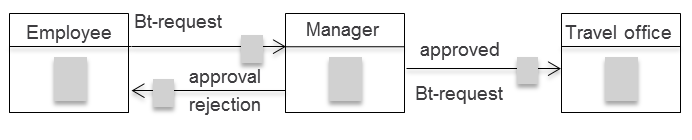 Employee
Bt-request
Manager
approved
Travel office
approval
rejection
Bt-request